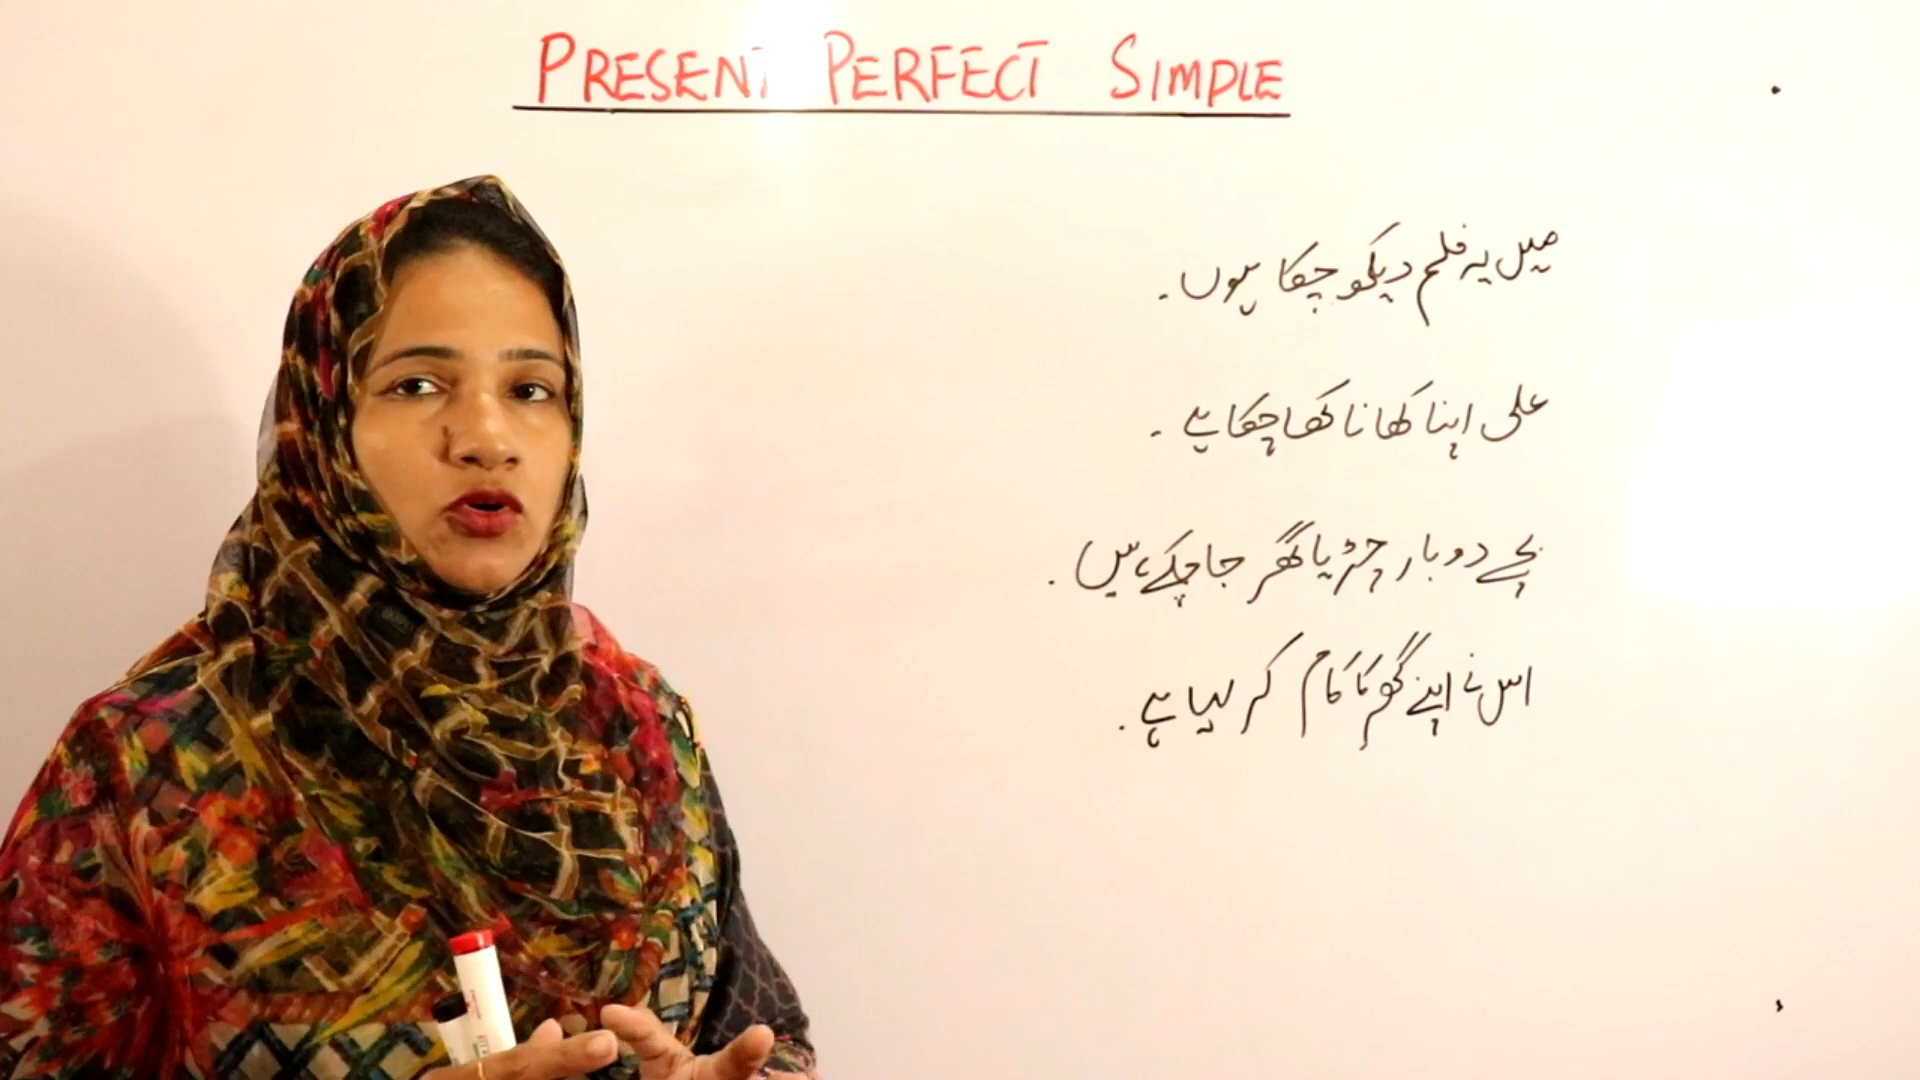 PRESENT PERFECT SIMPLE
میں یہ فلم دیکھ چکا ہوں۔
علی اپنا کھانا کھا چکا ہے۔
بچے دو بار چڑیا گھر جا چکے ہیں۔
اس نے اپنے گھر کا کام کر لیا ہے۔